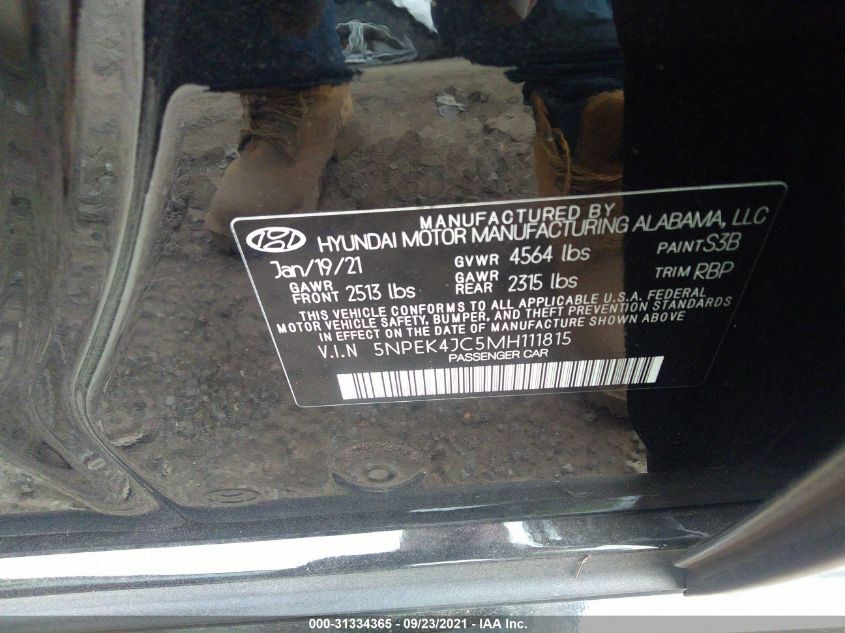 MANUFACTURED BY
HYUNDAI MOTOR MANUFACTURING ALABAMA, LLC
Jan/19/21 GVWR 4564 lbs PAINT S3B
GAWR FRONT 2513 lbs GAWR REAR 2315 lbs TRIM RBP
THIS VEHICLE CONFORMS TO ALL APPLICABLE U.S.A. FEDERAL
MOTOR VEHICLE SAFETY, BUMPER, AND THEFT PREVENTION STANDARDS
IN EFFECT ON THE DATE OF MANUFACTURE SHOWN ABOVE
V.I.N 5NPEK4JC5MH111815
PASSENGER CAR
000-31334365 - 09/23/2021 - IAA Inc.